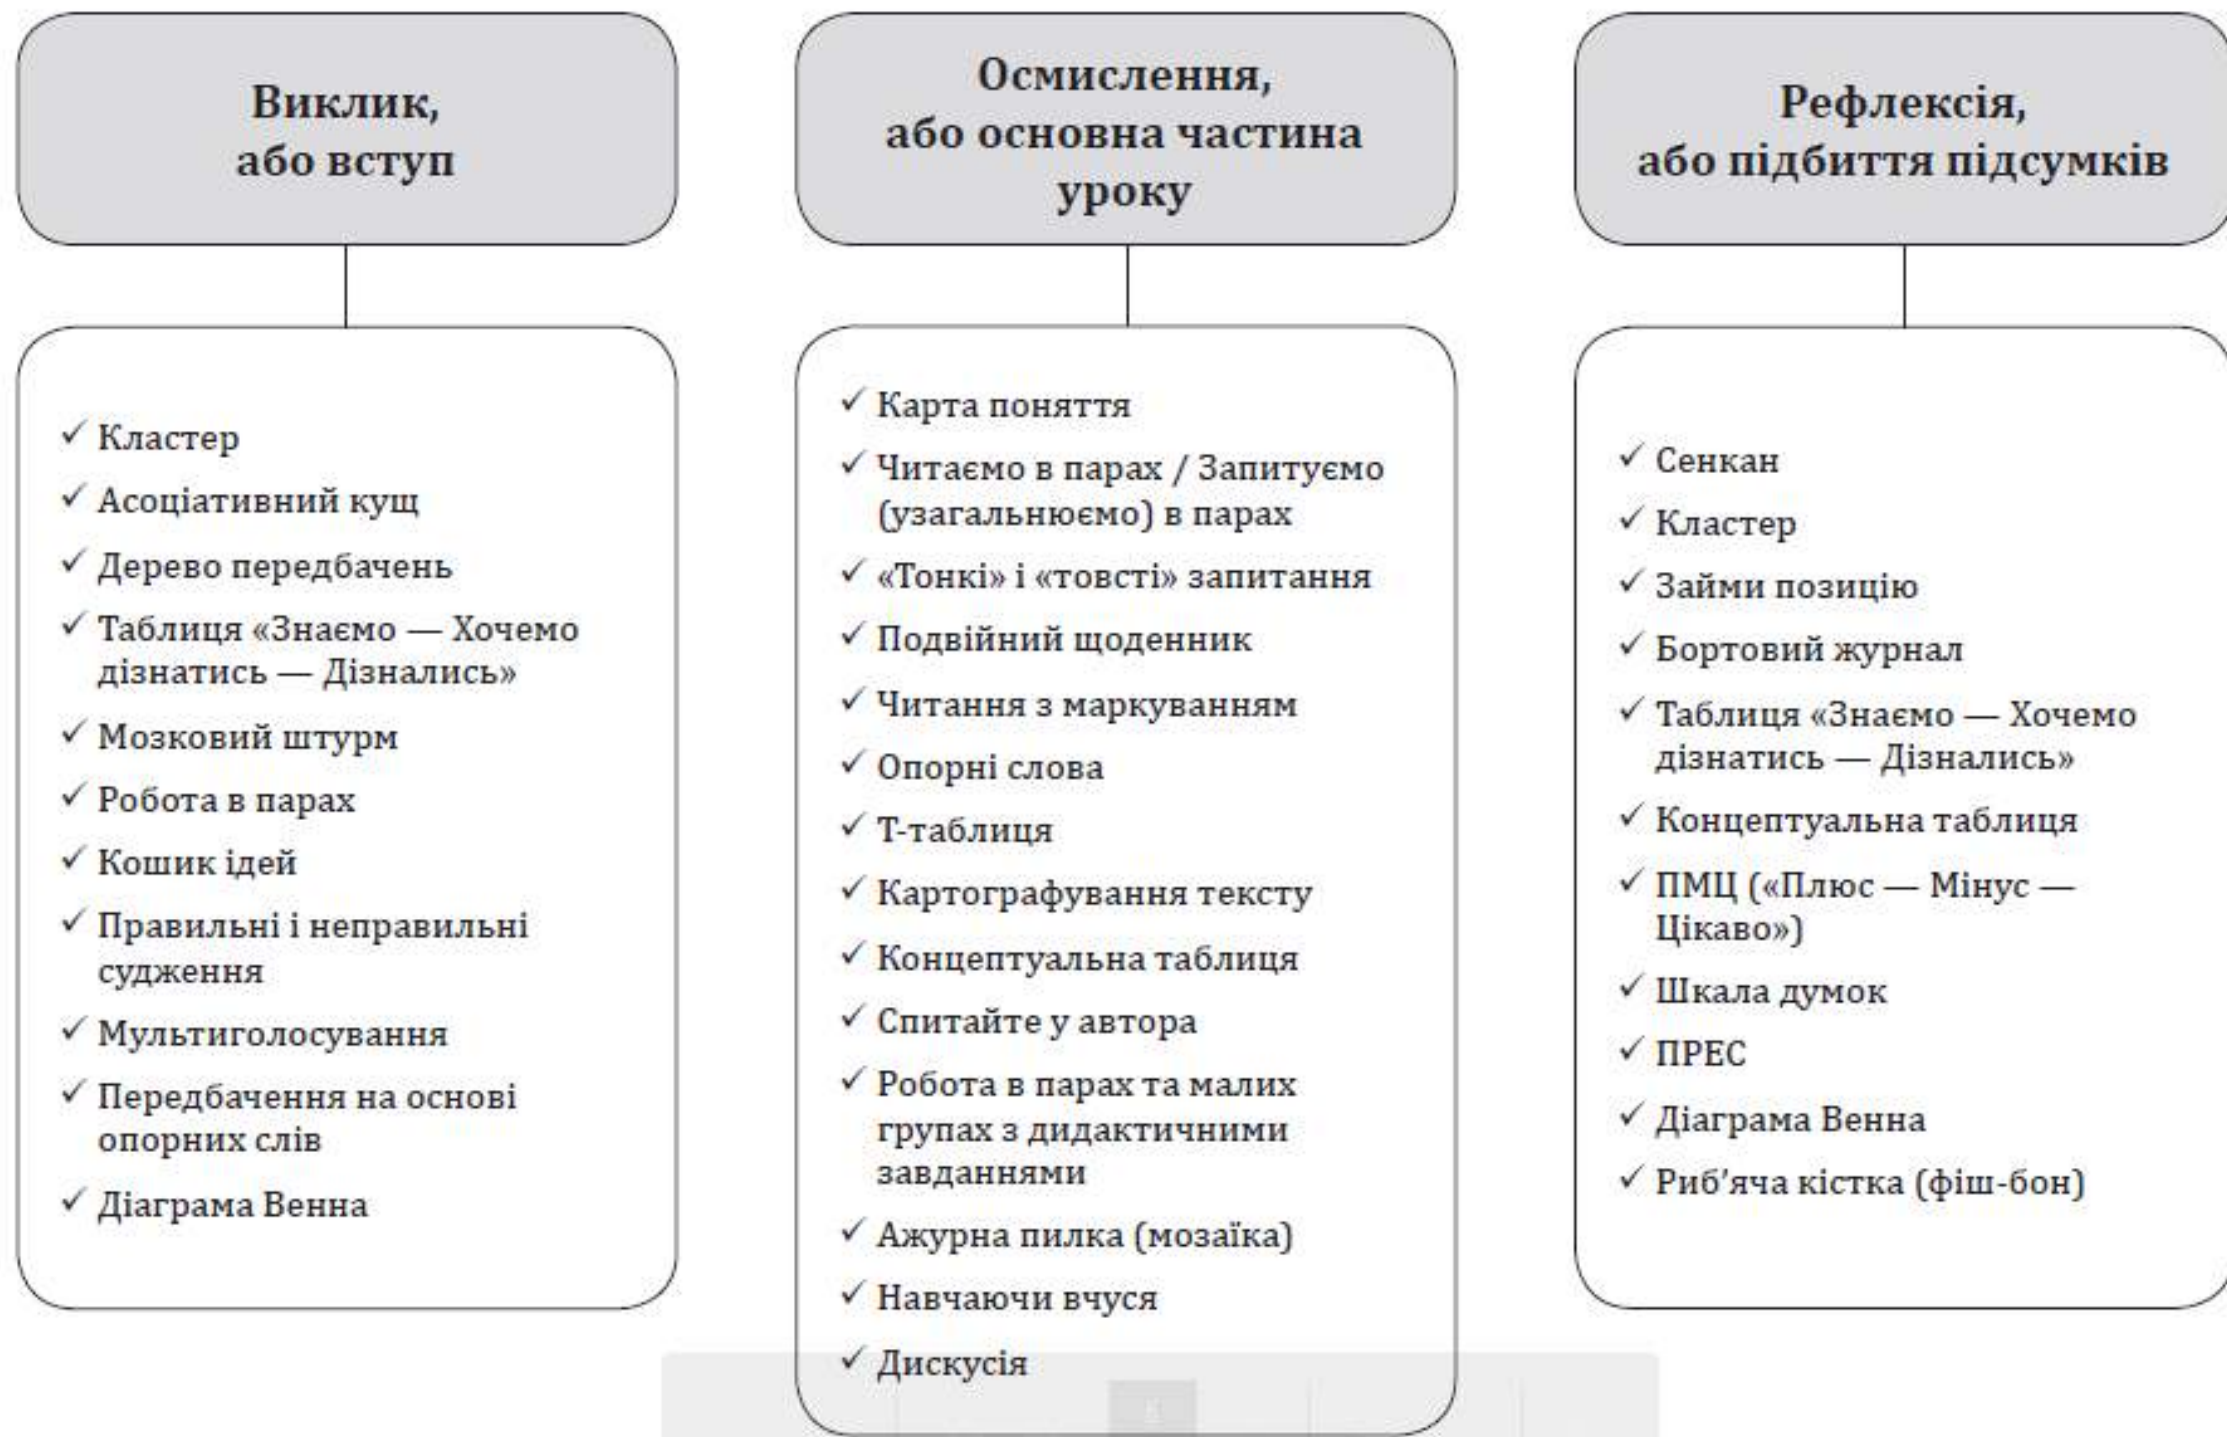 Виклик,
або вступ
✓ Кластер
✓ Асоціативний кущ
✓ Дерево передбачень
✓ Таблиця «Знаємо — Хочемо
дізнатись — Дізнались»
✓ Мозковий штурм
✓ Робота в парах
✓ Кошик ідей
✓ Правильні і неправильні
судження
✓ Мультиголосування
✓ Передбачення на основі
опорних слів
✓ Діаграма Венна
Осмислення,
або основна частина
уроку
✓ Карта поняття
✓ Читаємо в парах / Запитуємо
(узагальнюємо) в парах
✓ «Тонкі» і «товсті» запитання
✓ Подвійний щоденник
✓ Читання з маркуванням
✓ Опорні слова
✓ Т-таблиця
✓ Картографування тексту
✓ Концептуальна таблиця
✓ Спитайте у автора
✓ Робота в парах та малих
групах з дидактичними
завданнями
✓ Ажурна пилка (мозаїка)
✓ Навчаючи вчуся
✓ Дискусія
Рефлексія,
або підбиття підсумків
✓ Сенкан
✓ Кластер
✓ Займи позицію
✓ Бортовий журнал
✓ Таблиця «Знаємо — Хочемо
дізнатись — Дізнались»
✓ Концептуальна таблиця
✓ ПМЦ («Плюс — Мінус —
Цікаво»)
✓ Шкала думок
✓ ПРЕС
✓ Діаграма Венна
✓ Риб’яча кістка (фіш-бон)